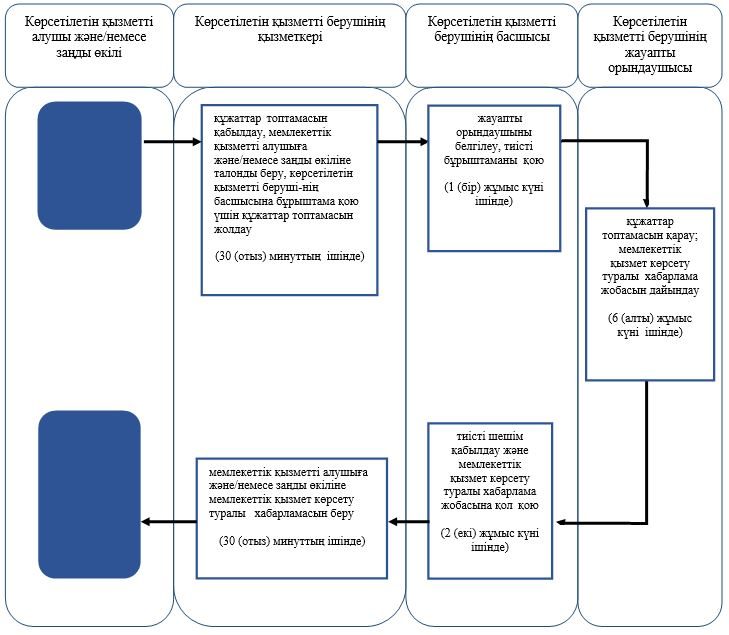 Көрсетілетін қызметті
алушы және/немесе
заңды өкілі
Көрсетілетін қызметті берушінің
қызметкері
Көрсетілетін қызметті
берушінің басшысы
Көрсетілетін
қызметті берушінің
жауапты
орындаушысы
құжаттар топтамасын
қабылдау, мемлекеттік
қызметті алушыға
және/немесе заңды өкіліне
талонды беру, көрсетілетін
қызметті беруші-нің
басшысына бұрыштама қою
үшін құжаттар топтамасын
жолдау
(30 (отыз) минуттың ішінде)
жауапты
орындаушыны
белгілеу, тиісті
бұрыштаманы қою
(1 (бір) жұмыс күні
ішінде)
құжаттар
топтамасын қарау;
мемлекеттік
қызмет көрсету
туралы хабарлама
жобасын дайындау
(6 (алты) жұмыс
күні ішінде)
тиісті шешім
қабылдау және
мемлекеттік
қызмет көрсету
туралы хабарлама
жобасына қол қою
(2 (екі) жұмыс күні
ішінде)
мемлекеттік қызметті алушыға
және/немесе заңды өкіліне
мемлекеттік қызмет көрсету
туралы хабарламасын беру
(30 (отыз) минуттың ішінде)